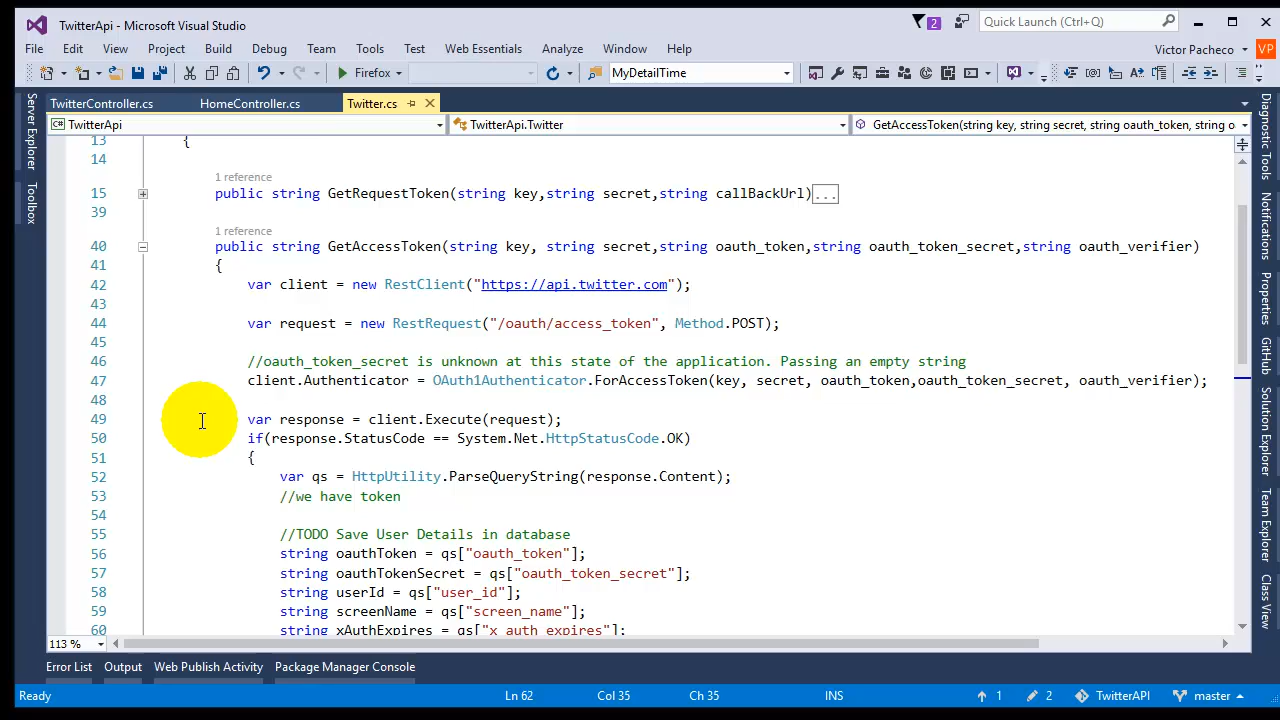 TwitterApi - Microsoft Visual Studio
2
Quick Launch (Ctrl+Q)
File Edit View Project Build Debug Team Tools Test Web Essentials Analyze Window Help
Victor Pacheco VP
Firefox
MyDetailTime
TwitterController.cs HomeController.cs Twitter.cs
TwitterApi TwitterApi.Twitter GetAccessToken(string key, string secret, string oauth_token, string o
Server Explorer
Toolbox
13 {
14
1 reference
15 public string GetRequestToken(string key,string secret,string callBackUrl)...
39
1 reference
40 public string GetAccessToken(string key, string secret,string oauth_token,string oauth_token_secret,string oauth_verifier)
41 {
42 var client = new RestClient("https://api.twitter.com");
43
44 var request = new RestRequest("/oauth/access_token", Method.POST);
45
46 //oauth_token_secret is unknown at this state of the application. Passing an empty string
47 client.Authenticator = OAuth1Authenticator.ForAccessToken(key, secret, oauth_token,oauth_token_secret, oauth_verifier);
48
49 var response = client.Execute(request);
50 if(response.StatusCode == System.Net.HttpStatusCode.OK)
51 {
52 var qs = HttpUtility.ParseQueryString(response.Content);
53 //we have token
54
55 //TODO Save User Details in database
56 string oauthToken = qs["oauth_token"];
57 string oauthTokenSecret = qs["oauth_token_secret"];
58 string userId = qs["user_id"];
59 string screenName = qs["screen_name"];
60 string xAuthExpires = qs["x_auth_expires"];
Diagnostic Tools
Notifications
Properties
GitHub
Solution Explorer
Team Explorer
Class View
113 %
Error List Output Web Publish Activity Package Manager Console
Ready Ln 62 Col 35 Ch 35 INS 1 2 TwitterAPI master